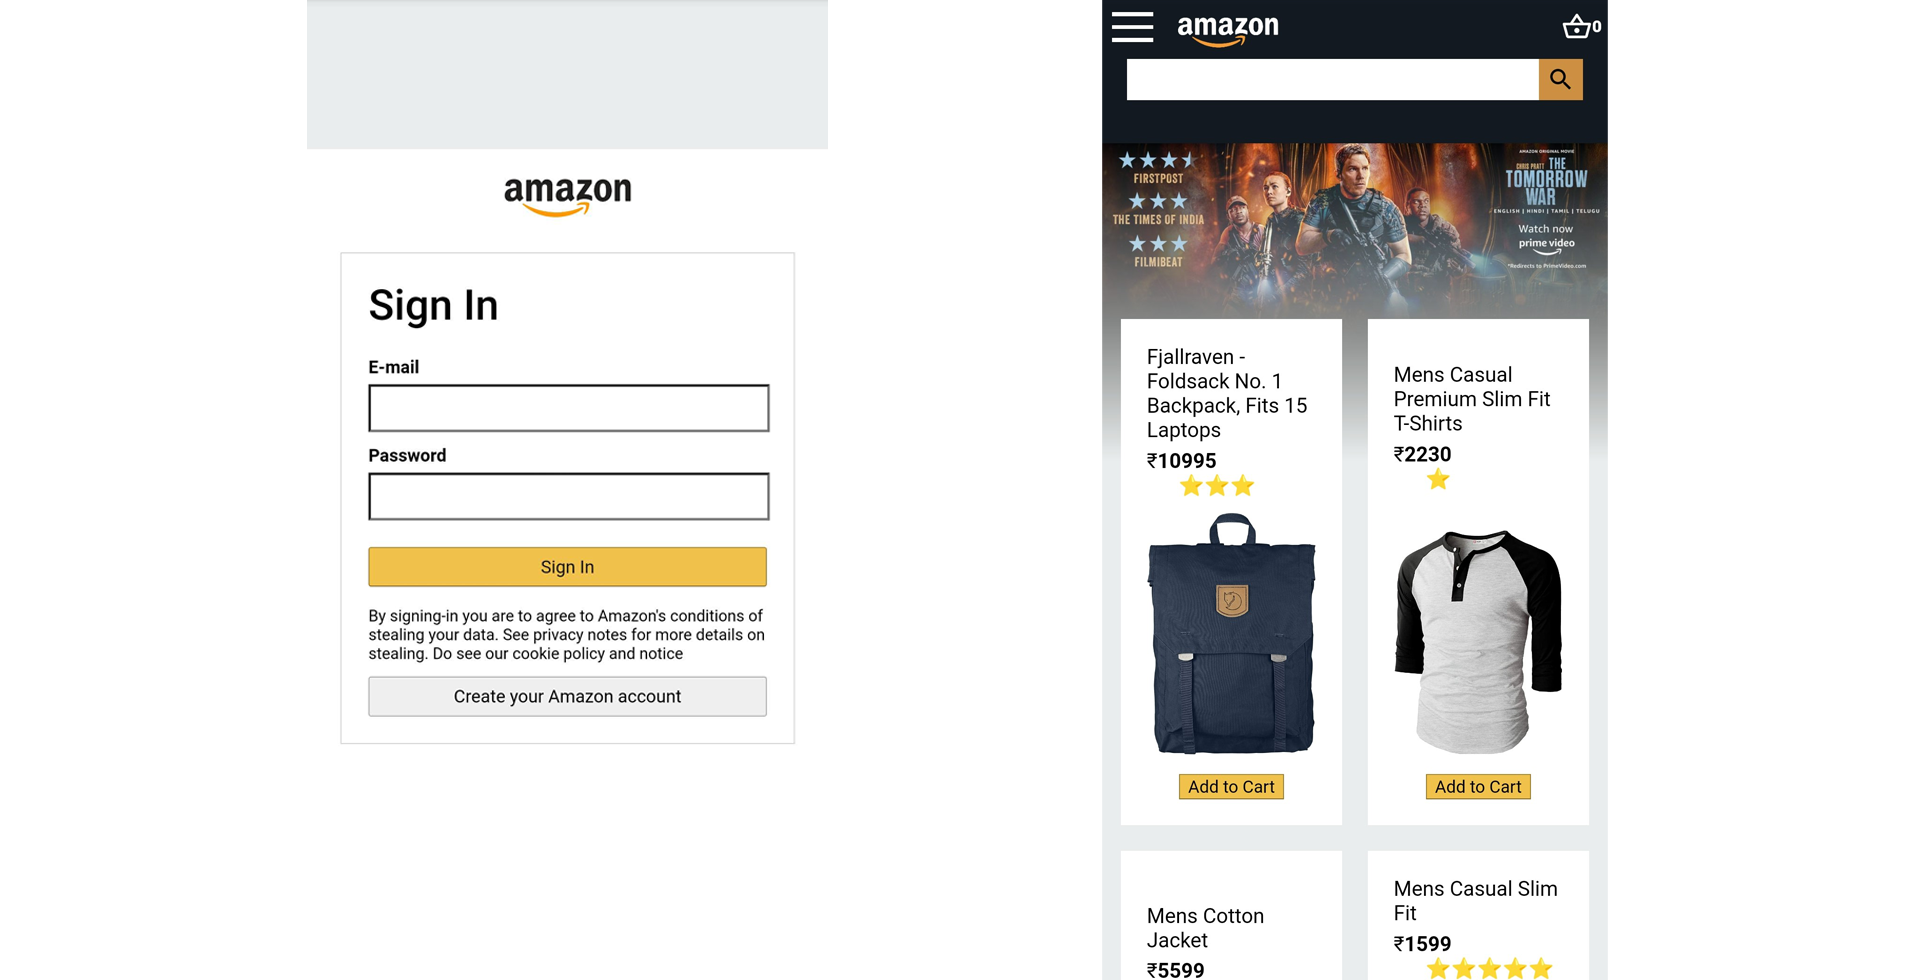 amazon
Sign In
E-mail
Password
Sign In
By signing-in you are to agree to Amazon's conditions of
stealing your data. See privacy notes for more details on
stealing. Do see our cookie policy and notice
Create your Amazon account
amazon
0
FIRSTPOST
THE TIMES OF INDIA
FILMIBEAT
AMAZON ORIGINAL MOVIE
CHRIS PRATT THE
TOMORROW
WAR
ENGLISH | HINDI | TAMIL | TELUGU
Watch now
prime video
*Redirects to PrimeVideo.com
Fjallraven -
Foldsack No. 1
Backpack, Fits 15
Laptops
₹10995
Add to Cart
Mens Casual
Premium Slim Fit
T-Shirts
₹2230
Add to Cart
Mens Cotton
Jacket
₹5599
Mens Casual Slim
Fit
₹1599